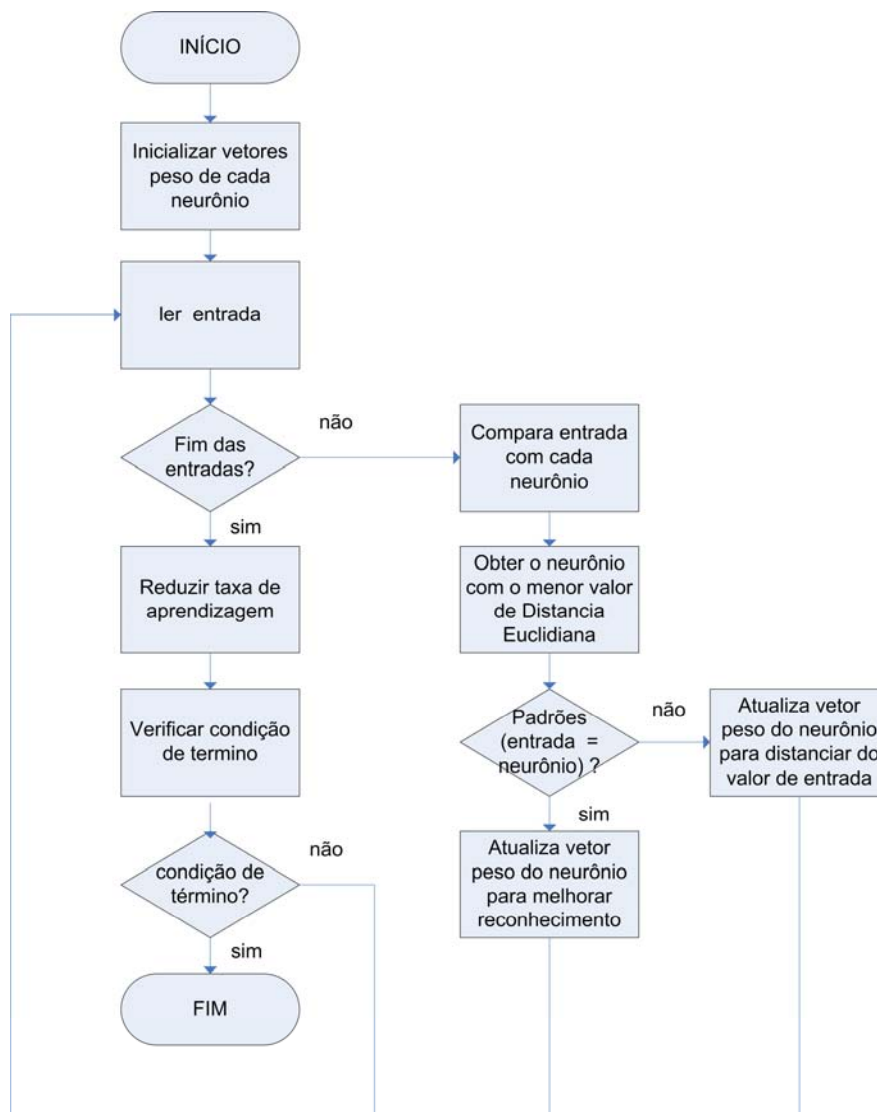 INÍCIO
Inicializar vetores
peso de cada
neurônio
ler entrada
Fim das
entradas?
não
sim
Compara entrada
com cada
neurônio
Reduzir taxa de
aprendizagem
Obter o neurônio
com o menor valor
de Distancia
Euclidiana
Verificar condição
de termino
Padrões
(entrada =
neurônio) ?
não
sim
Atualiza vetor
peso do neurônio
para distanciar do
valor de entrada
condição de
término?
não
sim
Atualiza vetor
peso do neurônio
para melhorar
reconhecimento
FIM